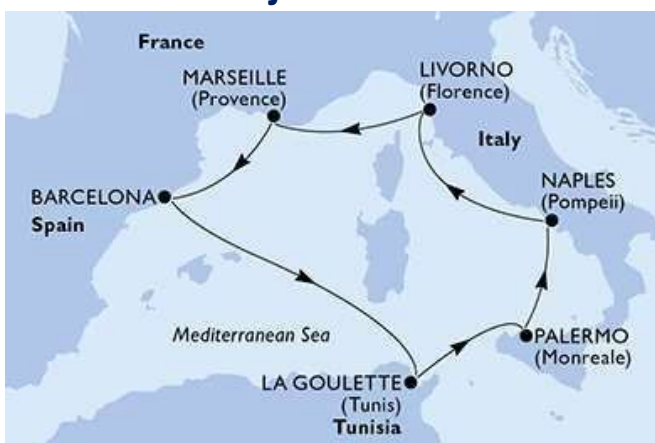 France
MARSEILLE
(Provence)
LIVORNO
(Florence)
Italy
NAPLES
(Pompeii)
BARCELONA
Spain
Mediterranean Sea
PALERMO
(Monreale)
LA GOULETTE
(Tunis)
Tunisia